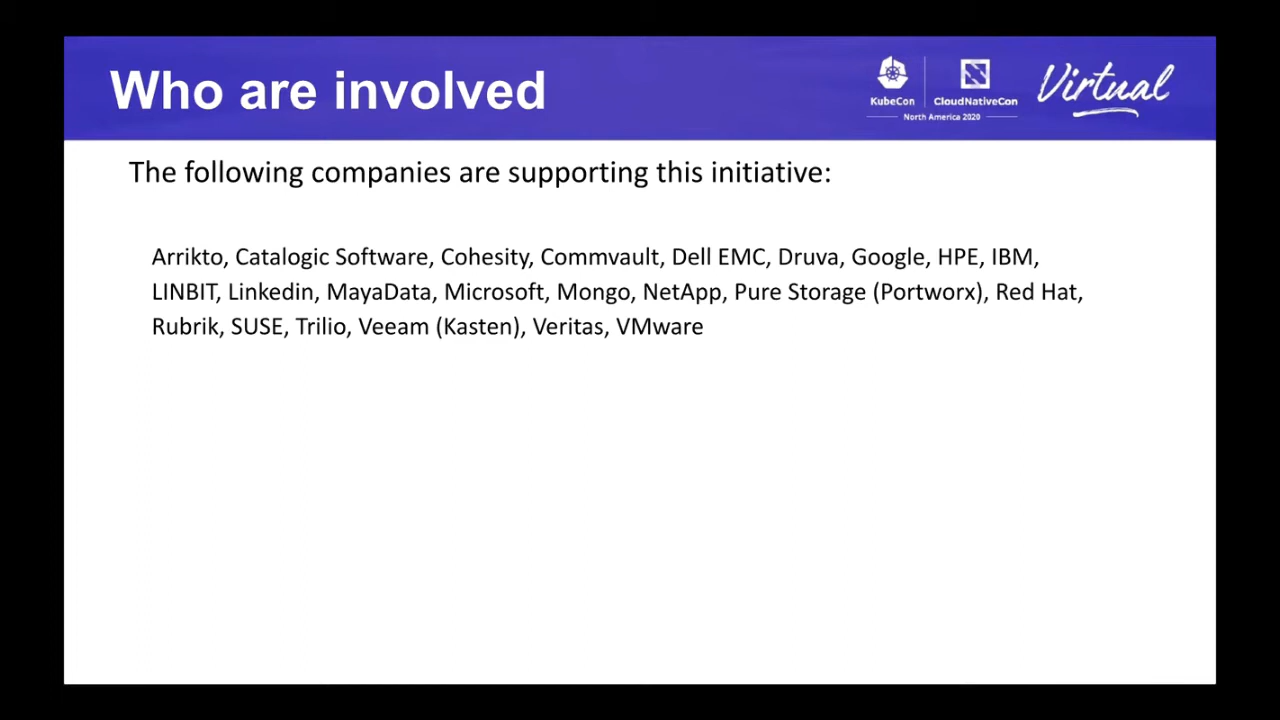 Who are involved
KubeCon
CloudNativeCon
North America 2020
Virtual
The following companies are supporting this initiative:
Arrikto, Catalogic Software, Cohesity, Commvault, Dell EMC, Druva, Google, HPE, IBM,
LINBIT, Linkedin, MayaData, Microsoft, Mongo, NetApp, Pure Storage (Portworx), Red Hat,
Rubrik, SUSE, Trilio, Veeam (Kasten), Veritas, VMware